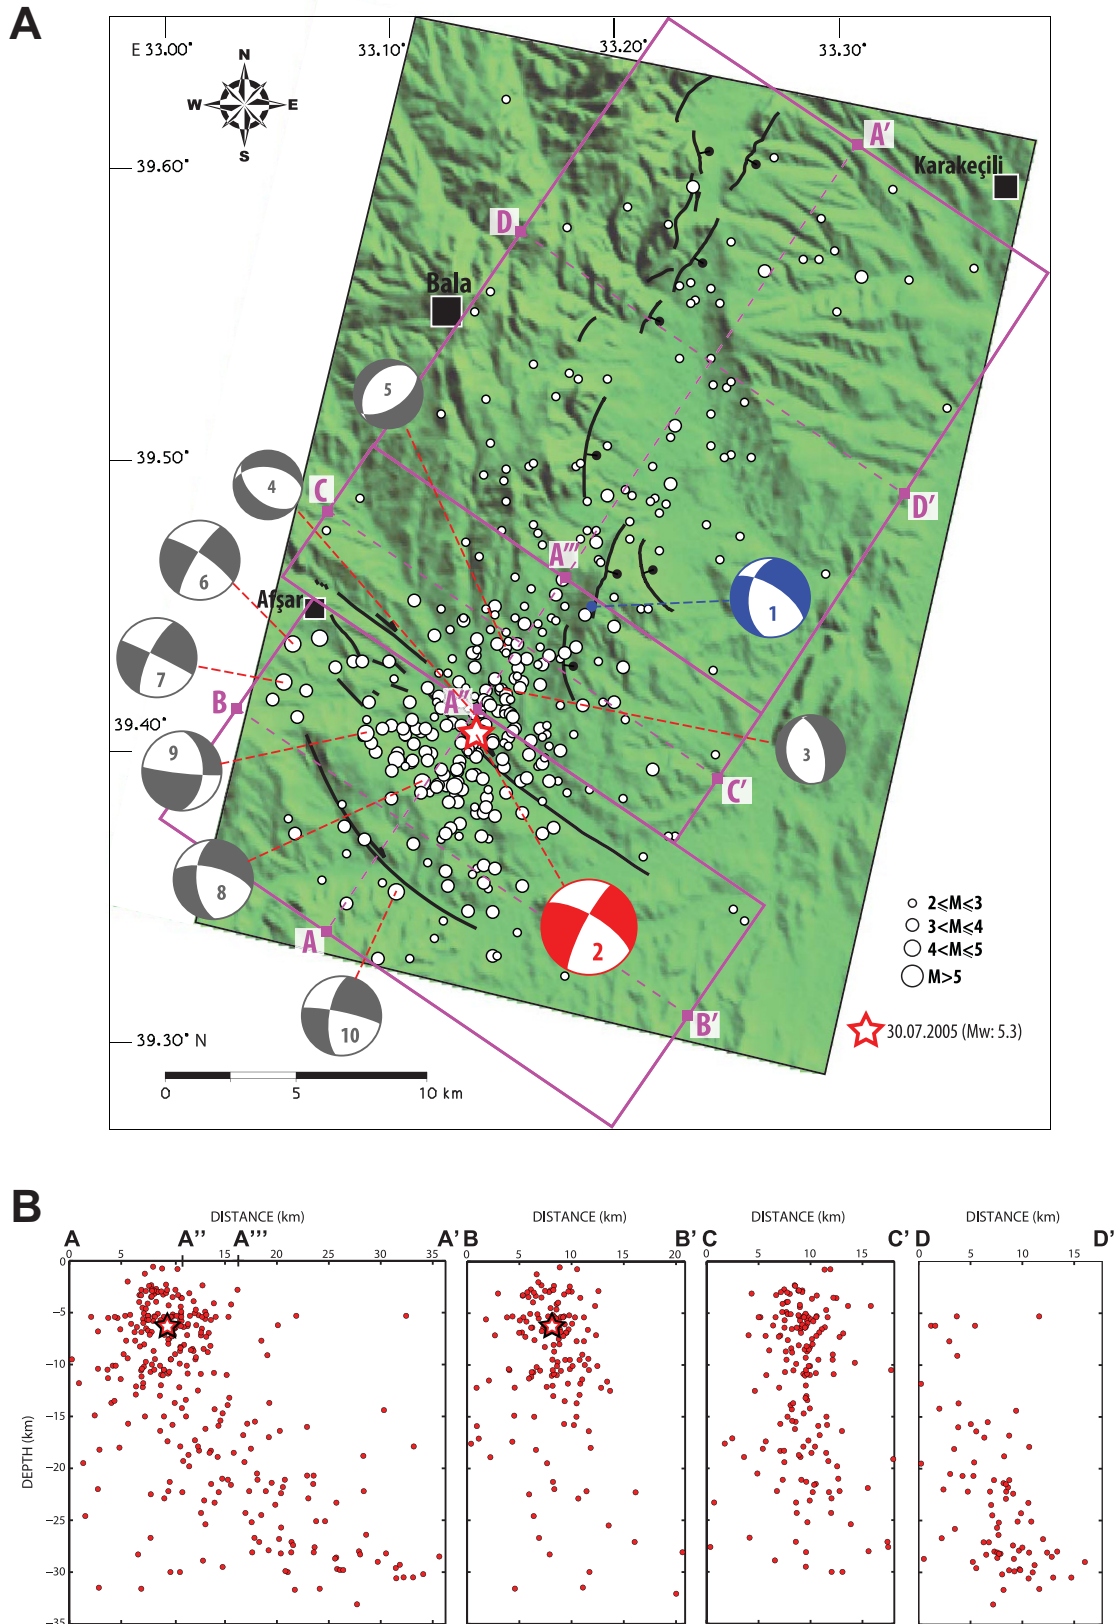 A
E 33.00°
33.10°
33.20°
33.30°
N
W
E
S
A'
Karakeçili
39.60°
D
Bala
5
39.50°
4
C
D'
6
A'''
Afşar
1
7
B
A''
39.40°
3
9
C'
8
2≤M≤3
3<M≤4
4<M≤5
M>5
A
2
B'
10
30.07.2005 (Mw: 5.3)
39.30° N
0 5 10 km
B
DISTANCE (km) DISTANCE (km) DISTANCE (km) DISTANCE (km)
A A'' A''' A' B B' C C' D D'
0 5 15 20 25 30 35 0 5 10 15 20 0 5 10 15 0 5 10 15
0
−5
−10
−15
DEPTH (km)
−20
−25
−30
−35